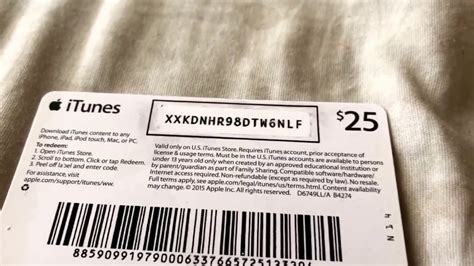 iTunes
XXKDNHR98DTW6NLF
$25
Download iTunes content to any
iPhone, iPad, iPod touch, Mac, or PC.
To redeem:
1. Open iTunes Store.
2. Scroll to bottom. Click or tap Redeem.
3. Peel off label and enter code.
For assistance, visit
apple.com/support/itunes/ww.
Valid only on U.S. iTunes Store. Requires iTunes account, prior acceptance of
license & usage terms. Must be in U.S. iTunes accounts are available to persons
under 13 years old only when created by an approved educational institution or
by parent/guardian as part of Family Sharing. Compatible software/hardware/
Internet access required. Non-refundable (except as required by law). No resale.
Full terms apply, see apple.com/legal/itunes/us/terms.html. Content availability
may change. © 2015 Apple Inc. All rights reserved. D6749LL/A 84274